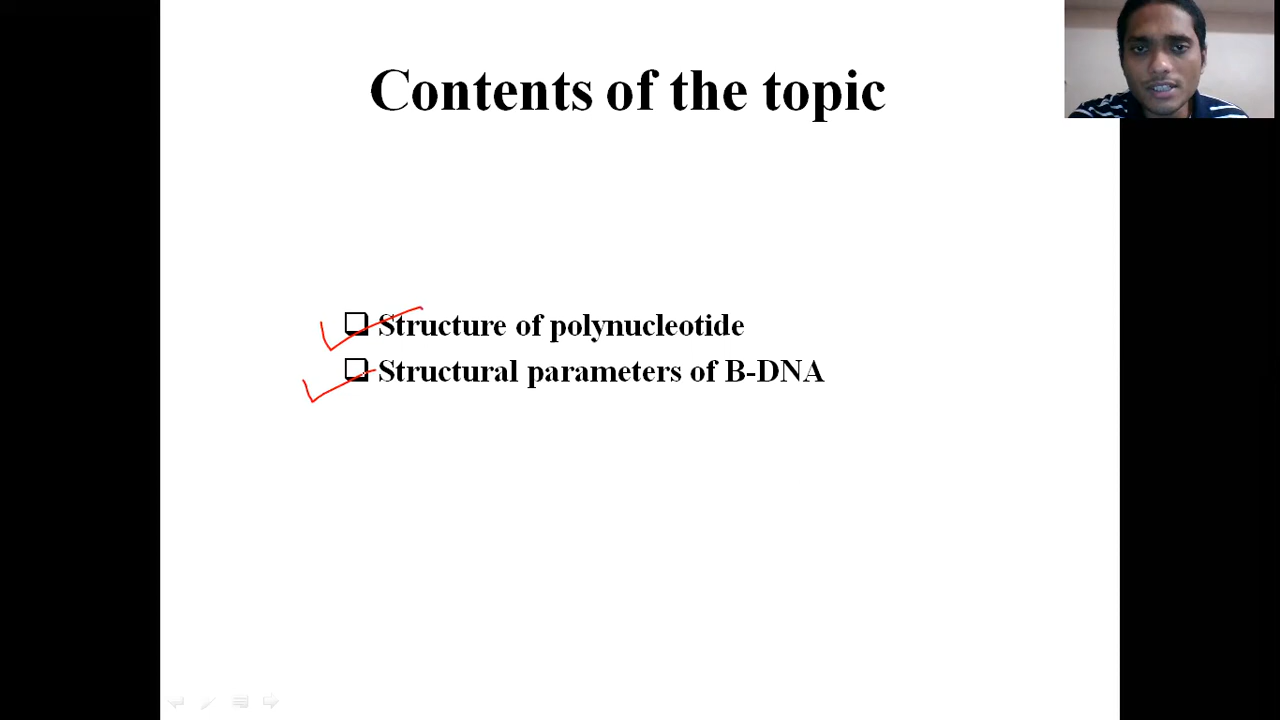 Contents of the topic
Structure of polynucleotide
Structural parameters of B-DNA